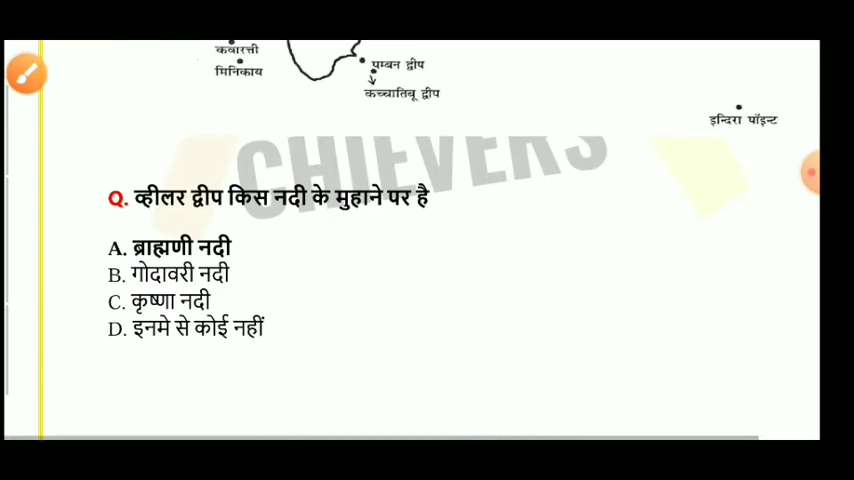 कवारत्ती
मिनिकाय
पम्बन द्वीप
कच्चातिबू द्वीप
इन्दिरा पॉइन्ट
CHIEVERS
Q. व्हीलर द्वीप किस नदी के मुहाने पर है
A. ब्राह्मणी नदी
B. गोदावरी नदी
C. कृष्णा नदी
D. इनमे से कोई नहीं